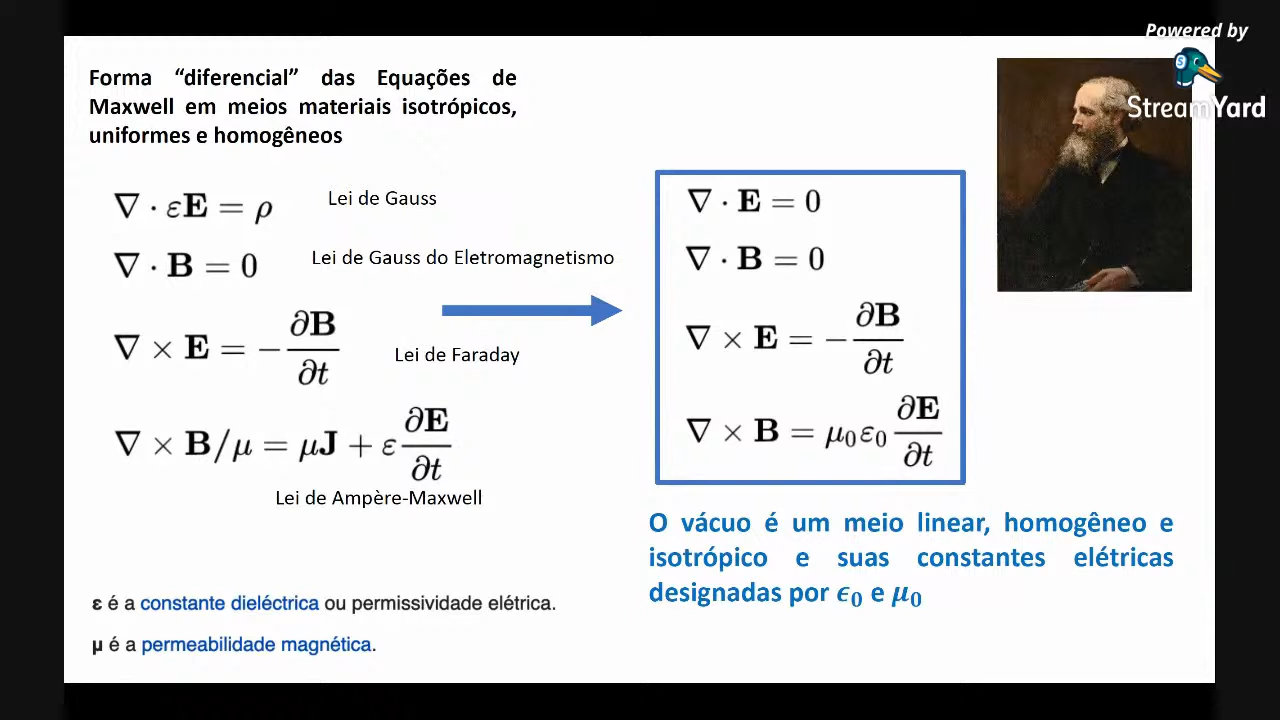 Powered by
StreamYard
Forma “diferencial” das Equações de
Maxwell em meios materiais isotrópicos,
uniformes e homogêneos
∇ · εE = ρ
Lei de Gauss
∇ · B = 0
Lei de Gauss do Eletromagnetismo
∇ × E = −∂B/∂t
Lei de Faraday
∇ × B/μ = μJ + ε ∂E/∂t
Lei de Ampère-Maxwell
∇ · E = 0
∇ · B = 0
∇ × E = −∂B/∂t
∇ × B = μ₀ε₀ ∂E/∂t
O vácuo é um meio linear, homogêneo e
isotrópico e suas constantes elétricas
designadas por ϵ₀ e μ₀
ε é a constante dieléctrica ou permissividade elétrica.
μ é a permeabilidade magnética.